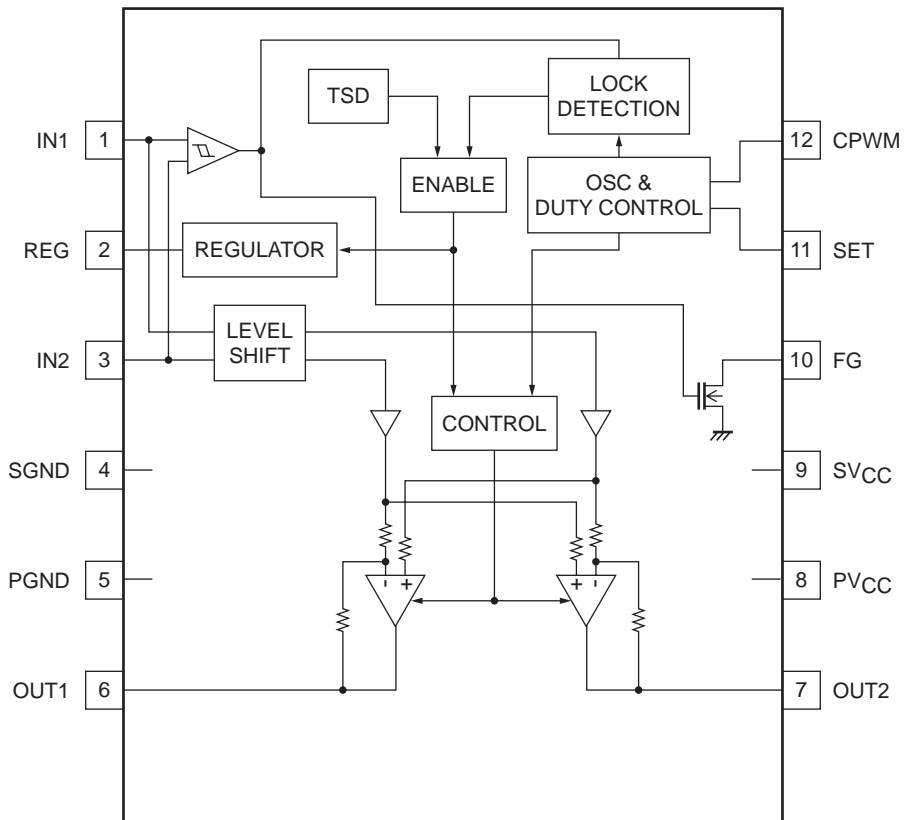 TSD
LOCK
DETECTION
IN1
1
12
CPWM
ENABLE
OSC &
DUTY CONTROL
REG
2
REGULATOR
11
SET
IN2
3
LEVEL
SHIFT
10
FG
CONTROL
SGND
4
9
SVCC
- +
+ -
PGND
5
8
PVCC
OUT1
6
7
OUT2